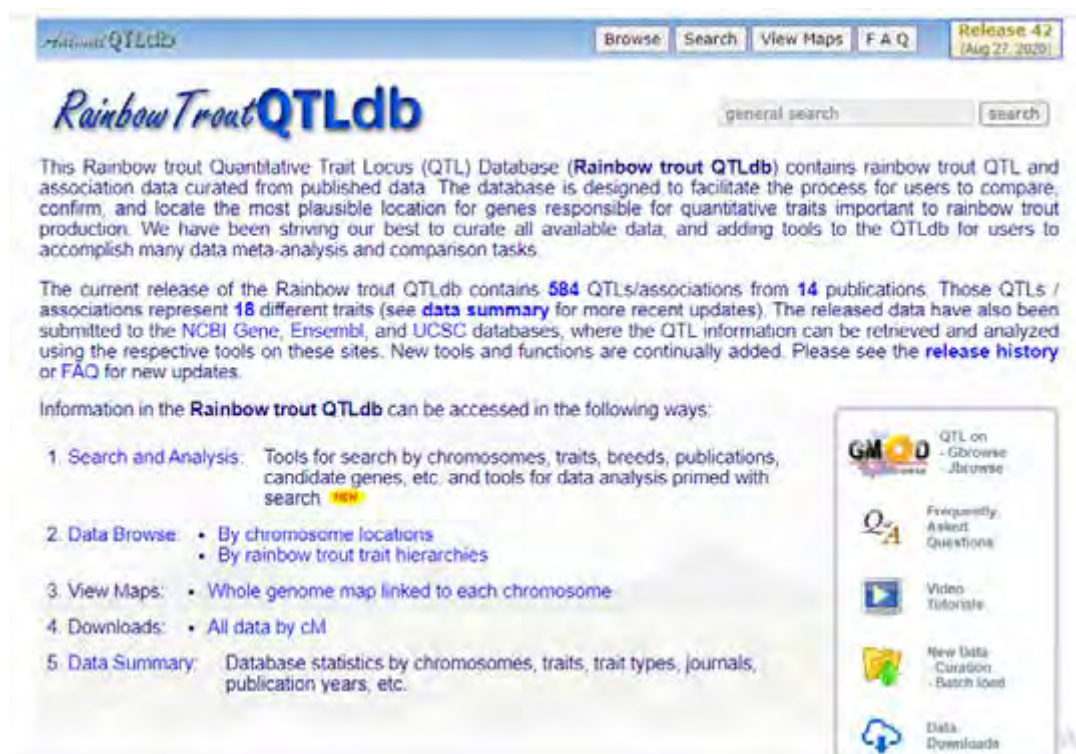 Animal QTLdb
Browse Search View Maps F A Q Release 42
(Aug 27, 2020)
Rainbow Trout QTLdb
general search search
This Rainbow trout Quantitative Trait Locus (QTL) Database (Rainbow trout QTLdb) contains rainbow trout QTL and
association data curated from published data. The database is designed to facilitate the process for users to compare,
confirm, and locate the most plausible location for genes responsible for quantitative traits important to rainbow trout
production. We have been striving our best to curate all available data, and adding tools to the QTLdb for users to
accomplish many data meta-analysis and comparison tasks.
The current release of the Rainbow trout QTLdb contains 584 QTLs/associations from 14 publications. Those QTLs /
associations represent 18 different traits (see data summary for more recent updates). The released data have also been
submitted to the NCBI Gene, Ensembl, and UCSC databases, where the QTL information can be retrieved and analyzed
using the respective tools on these sites. New tools and functions are continually added. Please see the release history
or FAQ for new updates.
Information in the Rainbow trout QTLdb can be accessed in the following ways:
1. Search and Analysis: Tools for search by chromosomes, traits, breeds, publications,
candidate genes, etc. and tools for data analysis primed with
search NEW
2. Data Browse: • By chromosome locations
• By rainbow trout trait hierarchies
3. View Maps: • Whole genome map linked to each chromosome
4. Downloads: • All data by cM
5. Data Summary: Database statistics by chromosomes, traits, trait types, journals,
publication years, etc.
GMOD
QTL on
- Gbrowse
- Jbrowse
Q A
Frequently
Asked
Questions
Video
Tutorials
New Data
- Curation
- Batch load
Data
Downloads